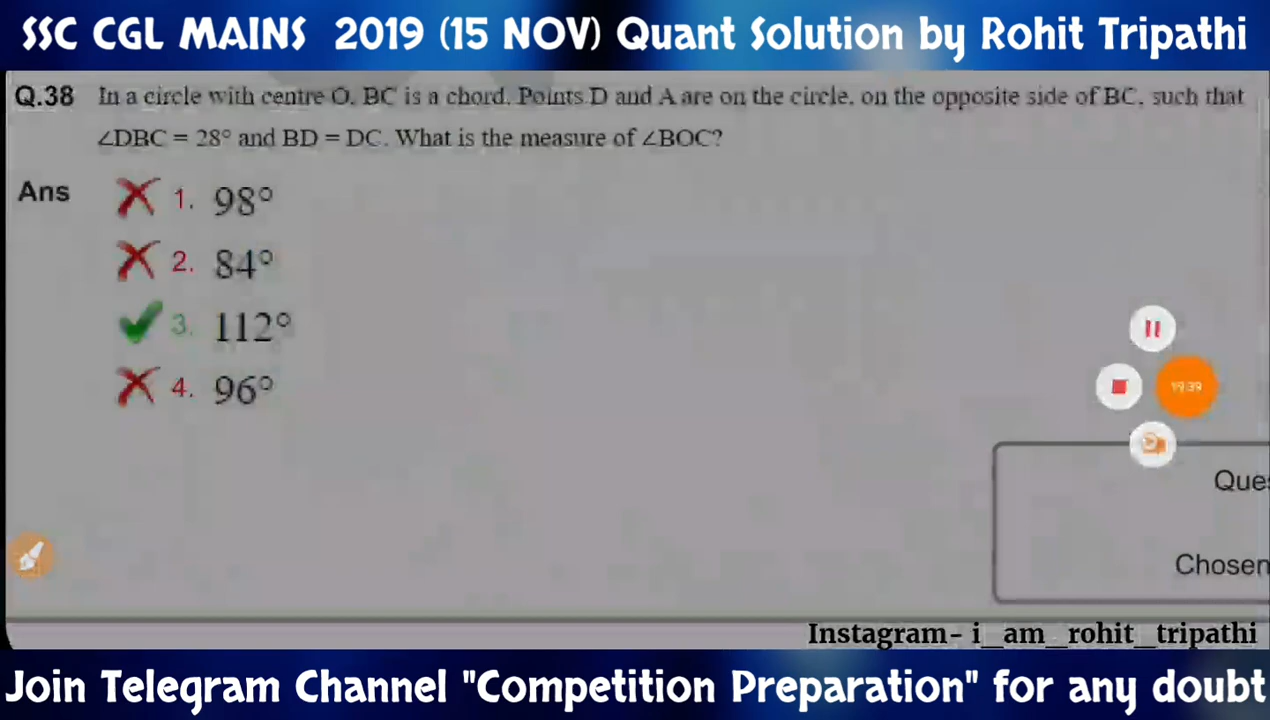 SSC CGL MAINS 2019 (15 NOV) Quant Solution by Rohit Tripathi
Q.38 In a circle with centre O, BC is a chord. Points D and A are on the circle, on the opposite side of BC, such that
∠DBC = 28° and BD = DC. What is the measure of ∠BOC?
Ans
1. 98°
2. 84°
3. 112°
4. 96°
19:39
Ques
Chosen
Instagram- i_am_rohit_tripathi
Join Telegram Channel "Competition Preparation" for any doubt